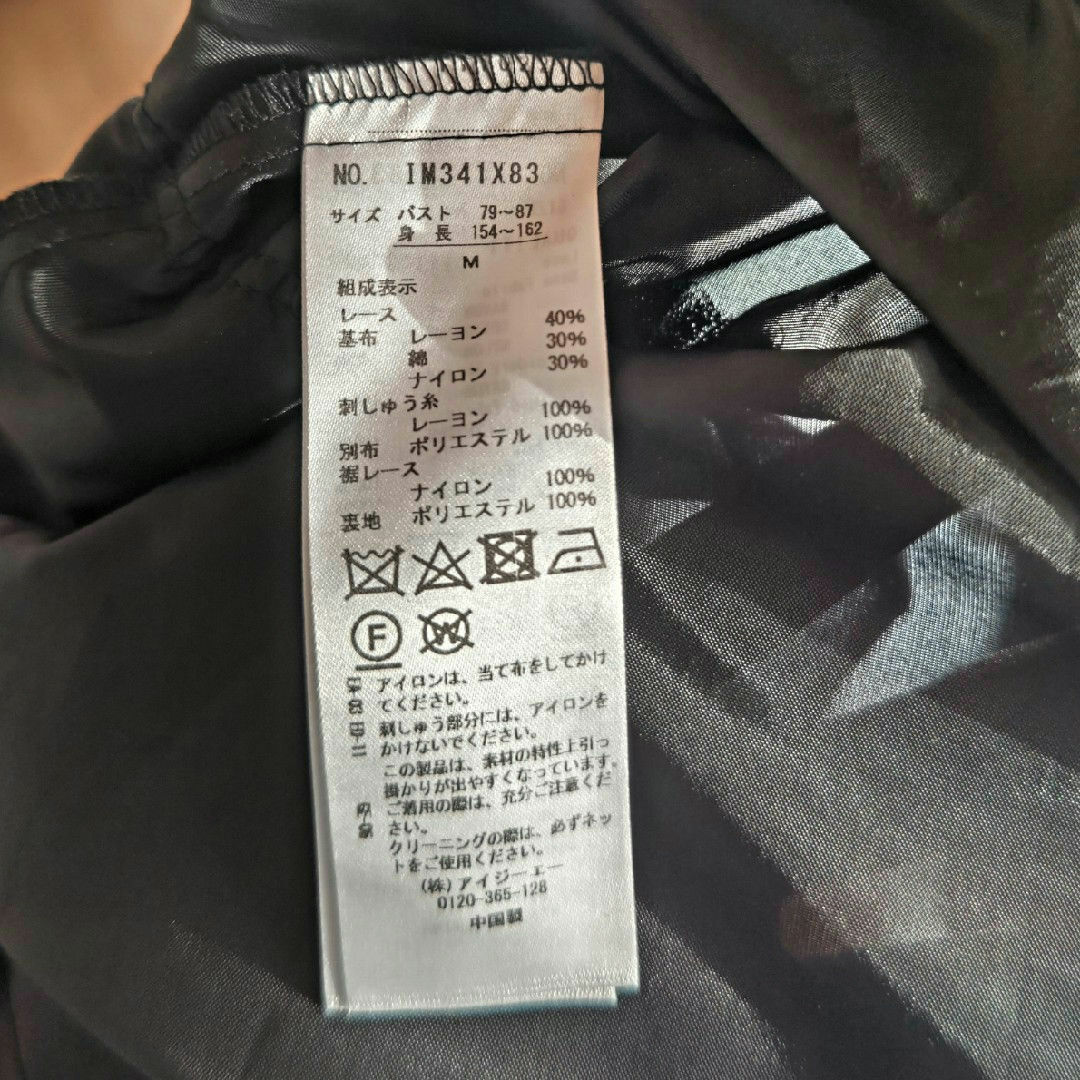 NO. IM341X83
サイズ バスト 79～87
身長 154～162
M
組成表示
レース
基布 レーヨン 40%
綿 30%
ナイロン 30%
刺しゅう糸
レーヨン 100%
別布 ポリエステル 100%
裾レース
ナイロン 100%
裏地 ポリエステル 100%
F W
アイロンは、当て布をしてかけ
てください。
刺しゅう部分には、アイロンを
かけないでください。
この製品は、素材の特性上引っ
掛かりが出やすくなっています。
ご着用の際は、充分ご注意くだ
さい。
クリーニングの際は、必ずネッ
トをご使用ください。
(株)アイジーエー
0120-365-128
中国製